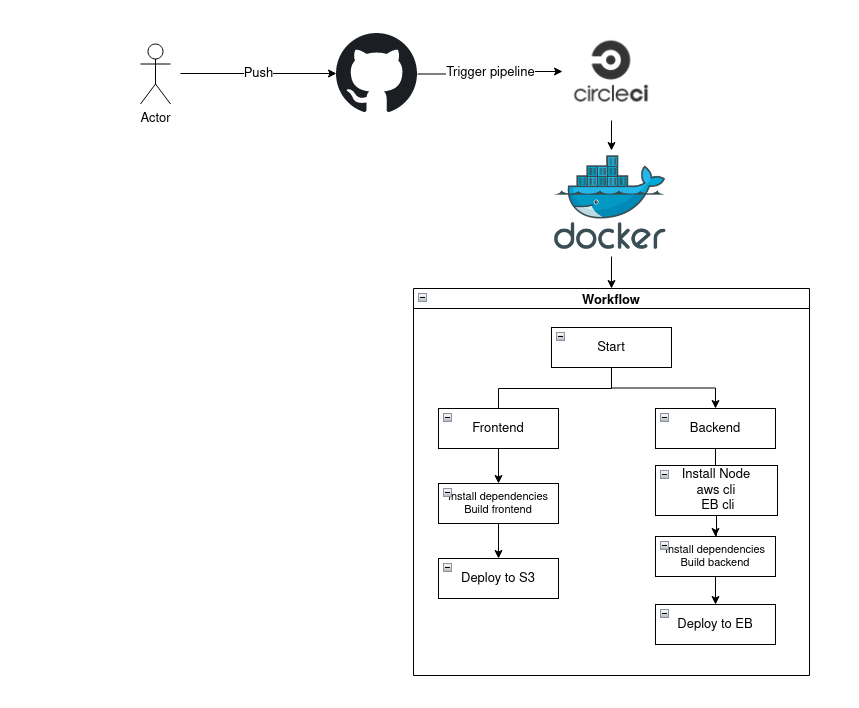 Push
Trigger pipeline
circleci
Actor
docker
Workflow
Start
Frontend
Backend
Install dependencies
Build frontend
Deploy to S3
Install Node
aws cli
EB cli
Install dependencies
Build backend
Deploy to EB